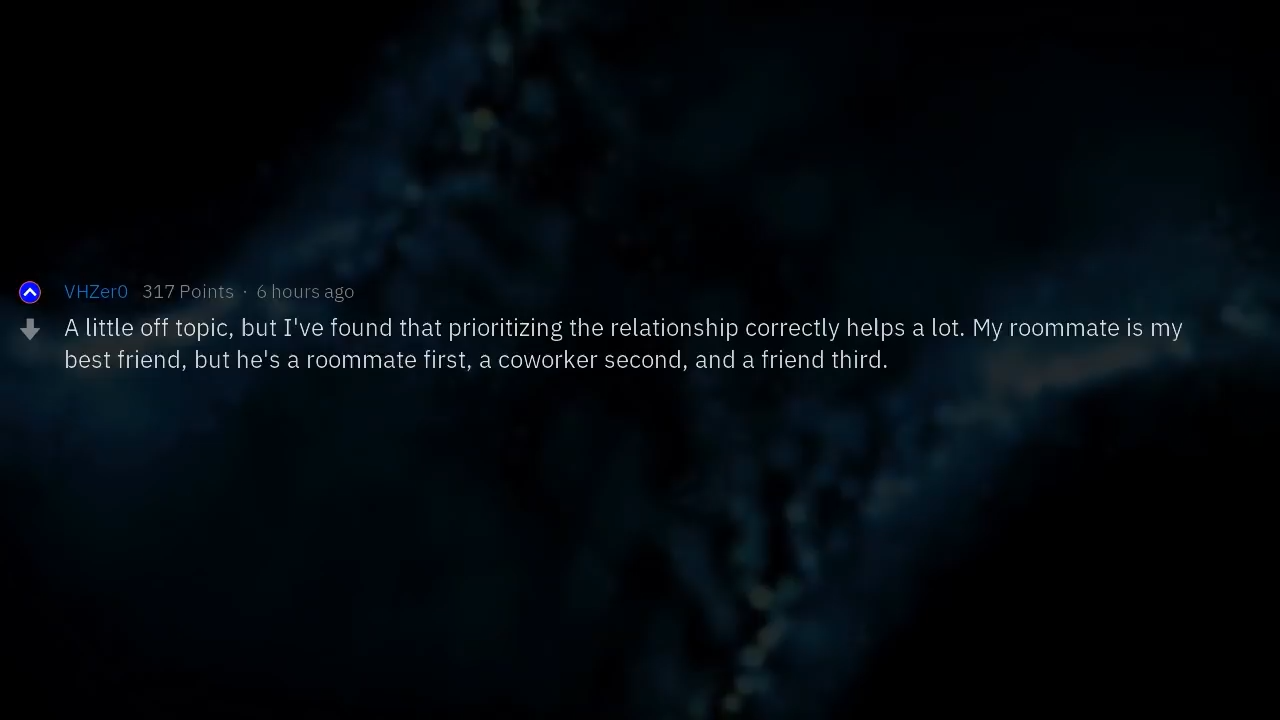 VHZer0 317 Points · 6 hours ago
A little off topic, but I've found that prioritizing the relationship correctly helps a lot. My roommate is my
best friend, but he's a roommate first, a coworker second, and a friend third.